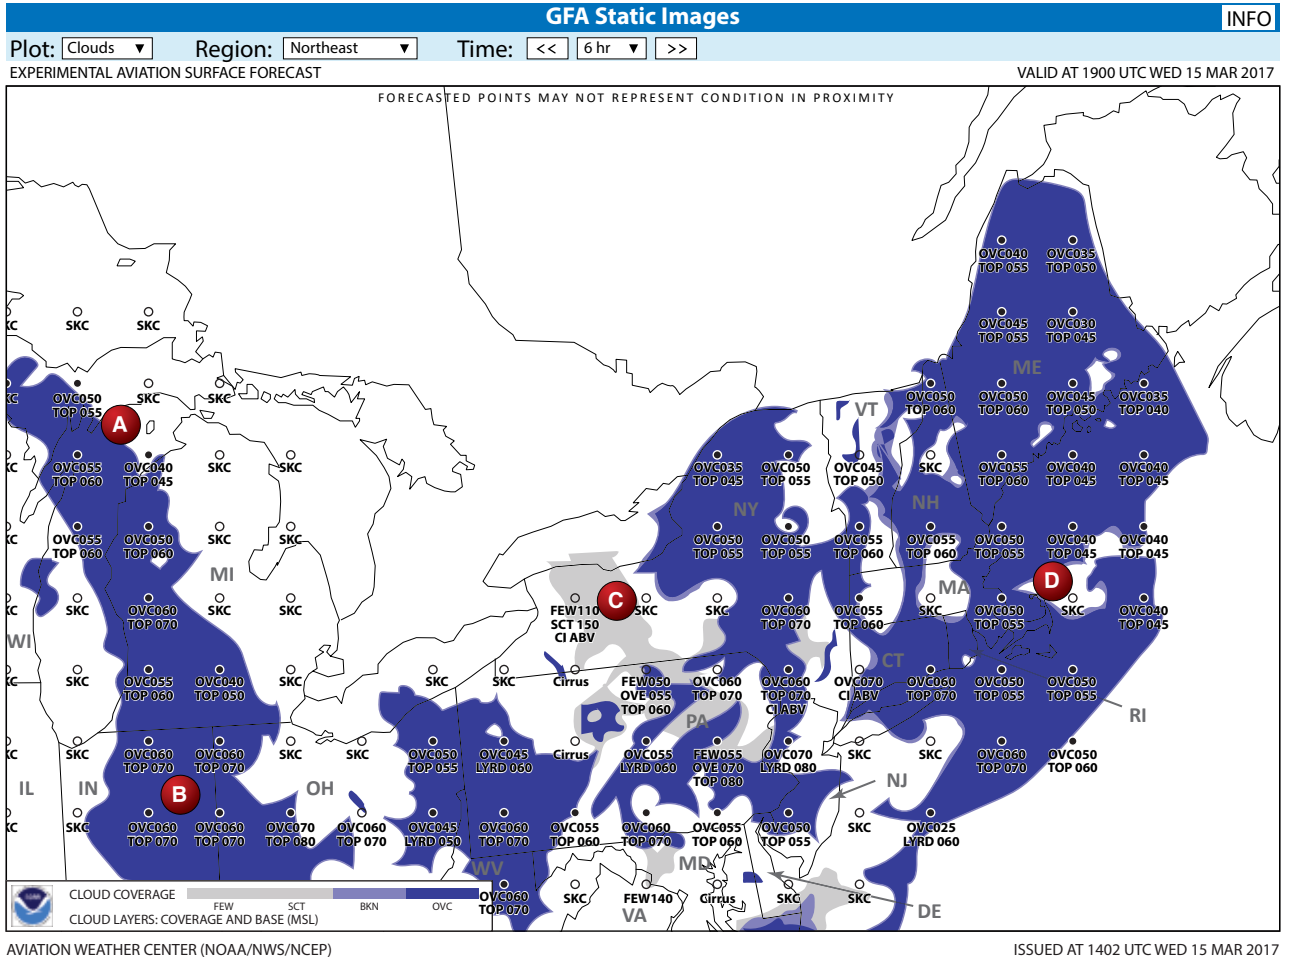 GFA Static Images
INFO
Plot: Clouds ▼ Region: Northeast ▼ Time: << 6 hr ▼ >>
EXPERIMENTAL AVIATION SURFACE FORECAST
VALID AT 1900 UTC WED 15 MAR 2017
FORECASTED POINTS MAY NOT REPRESENT CONDITION IN PROXIMITY
OVC040 OVC035
TOP 055 TOP 050
KC SKC SKC OVC045 OVC030
TOP 055 TOP 045
ME
KC OVC050 SKC SKC OVC050 OVC050 OVC045 OVC035
TOP 055 TOP 060 TOP 060 TOP 050 TOP 040
VT
A
KC OVC055 OVC040 SKC SKC OVC035 OVC050 OVC045 SKC OVC055 OVC040 OVC040
TOP 060 TOP 045 TOP 045 TOP 055 TOP 050 TOP 060 TOP 045 TOP 045
NY NH
KC OVC055 OVC050 SKC SKC OVC050 OVC050 OVC055 OVC055 OVC050 OVC040 OVC040
TOP 060 TOP 060 TOP 055 TOP 055 TOP 060 TOP 060 TOP 055 TOP 045 TOP 045
MI MA
C D
KC SKC OVC060 SKC SKC FEW110 SKC SKC OVC060 OVC055 SKC OVC050 SKC OVC040
TOP 070 SCT 150 TOP 070 TOP 060 TOP 055 TOP 045
CI ABV
WI CT
KC SKC OVC055 OVC040 SKC SKC SKC Cirrus FEW050 OVC060 OVC060 OVC070 OVC060 OVC050 OVC050
TOP 060 TOP 050 OVE 055 TOP 070 TOP 070 CI ABV TOP 070 TOP 055 TOP 055
TOP 060 CI ABV
PA RI
KC SKC OVC060 OVC060 SKC SKC OVC050 OVC045 Cirrus OVC055 FEW055 OVC070 SKC SKC OVC060 OVC050
TOP 070 TOP 070 TOP 055 LYRD 060 LYRD 060 OVE 070 LYRD 080 TOP 070 TOP 060
TOP 080
IL IN B OH NJ
KC SKC OVC060 OVC060 OVC070 OVC060 OVC045 OVC060 OVC055 OVC060 OVC055 OVC050 SKC OVC025
TOP 070 TOP 070 TOP 080 TOP 070 LYRD 050 TOP 070 TOP 060 TOP 070 TOP 060 TOP 055 LYRD 060
WV MD
OVC060 SKC FEW140 Cirrus SKC SKC
TOP 070
VA DE
CLOUD COVERAGE
FEW SCT BKN OVC
CLOUD LAYERS: COVERAGE AND BASE (MSL)
AVIATION WEATHER CENTER (NOAA/NWS/NCEP)
ISSUED AT 1402 UTC WED 15 MAR 2017